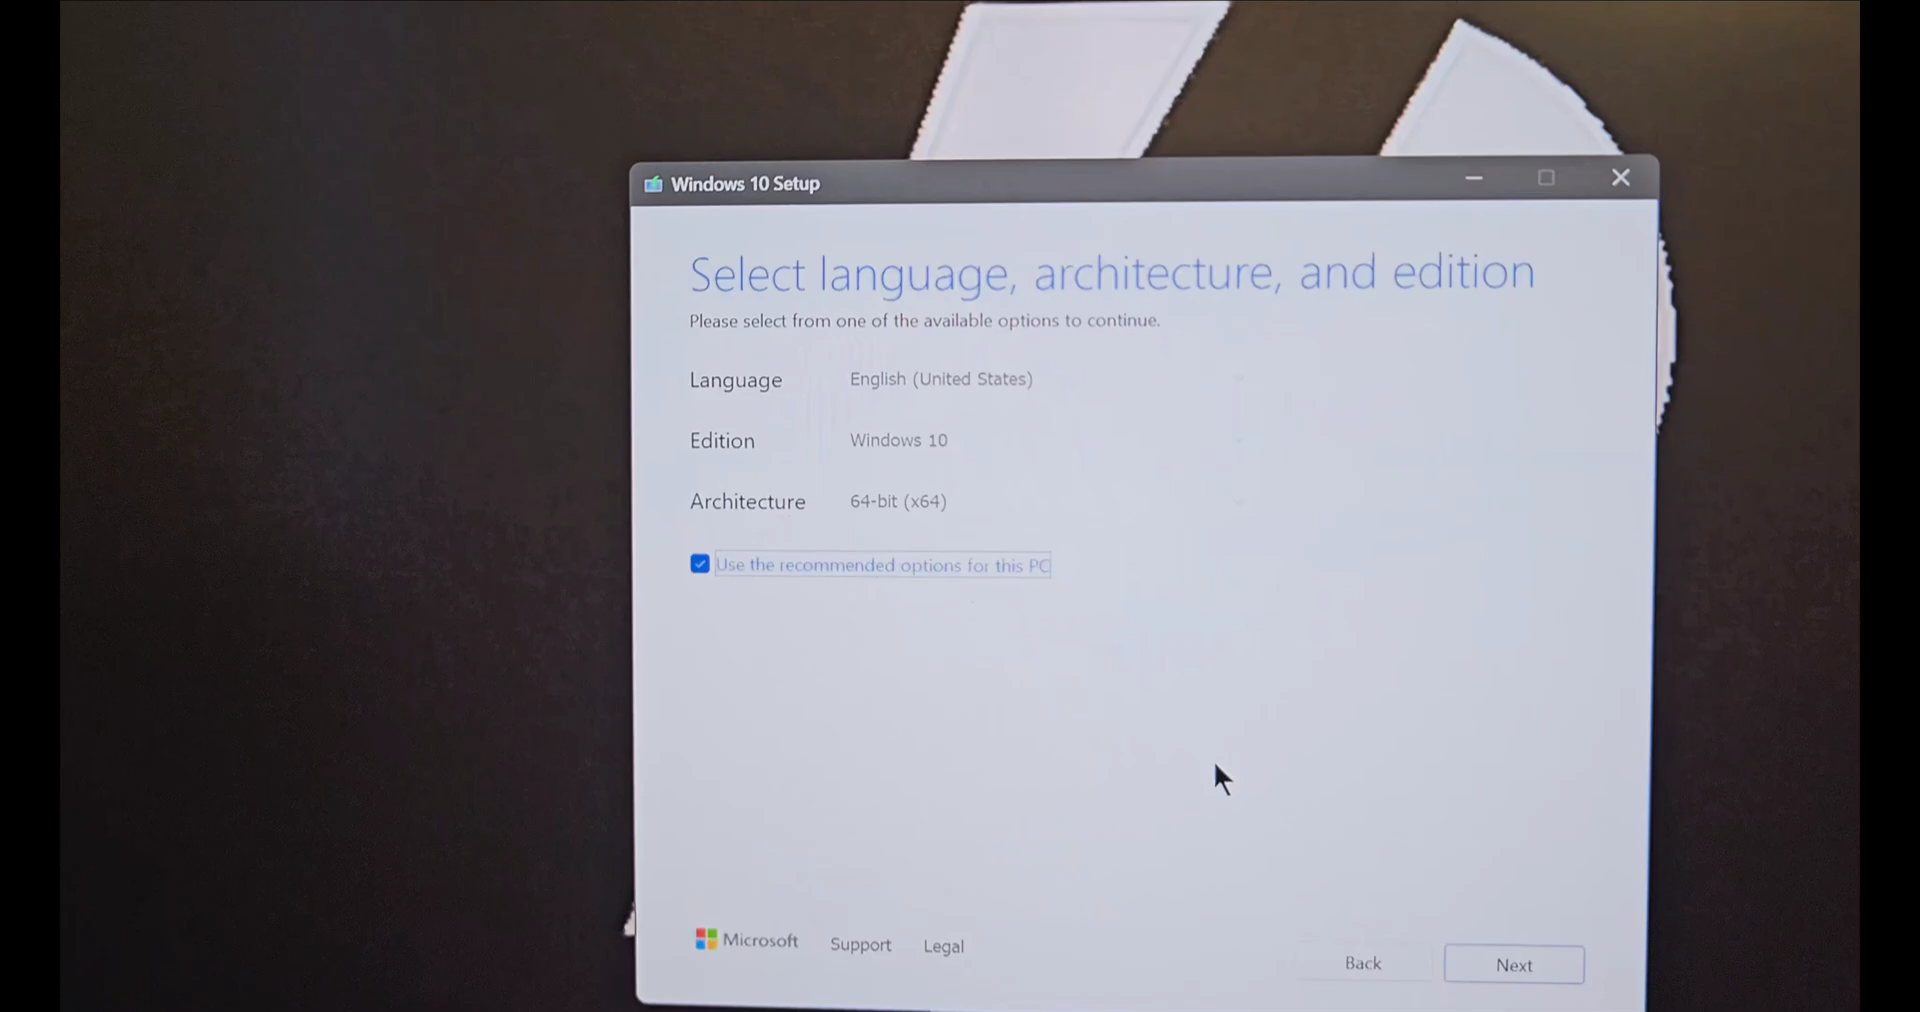 Windows 10 Setup
Select language, architecture, and edition
Please select from one of the available options to continue.
Language English (United States)
Edition Windows 10
Architecture 64-bit (x64)
Use the recommended options for this PC
Microsoft Support Legal
Back Next